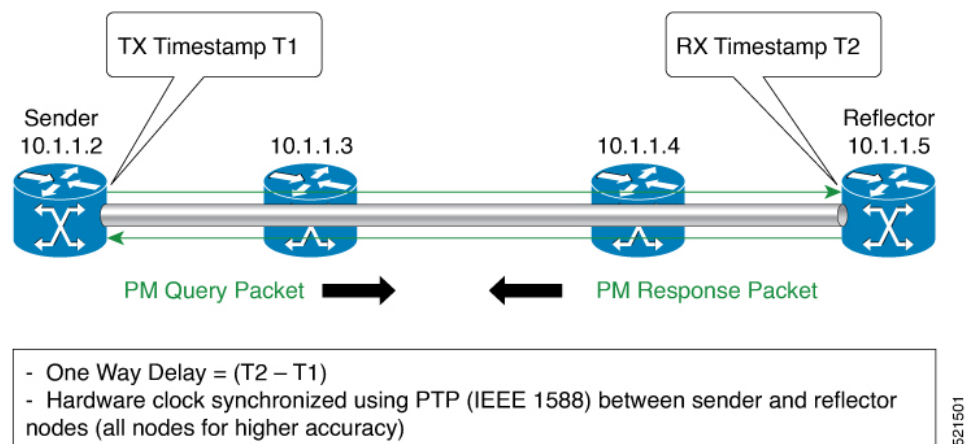 TX Timestamp T1
RX Timestamp T2
Sender
10.1.1.2
10.1.1.3
10.1.1.4
Reflector
10.1.1.5
PM Query Packet
PM Response Packet
- One Way Delay = (T2 – T1)
- Hardware clock synchronized using PTP (IEEE 1588) between sender and reflector
nodes (all nodes for higher accuracy)
521501